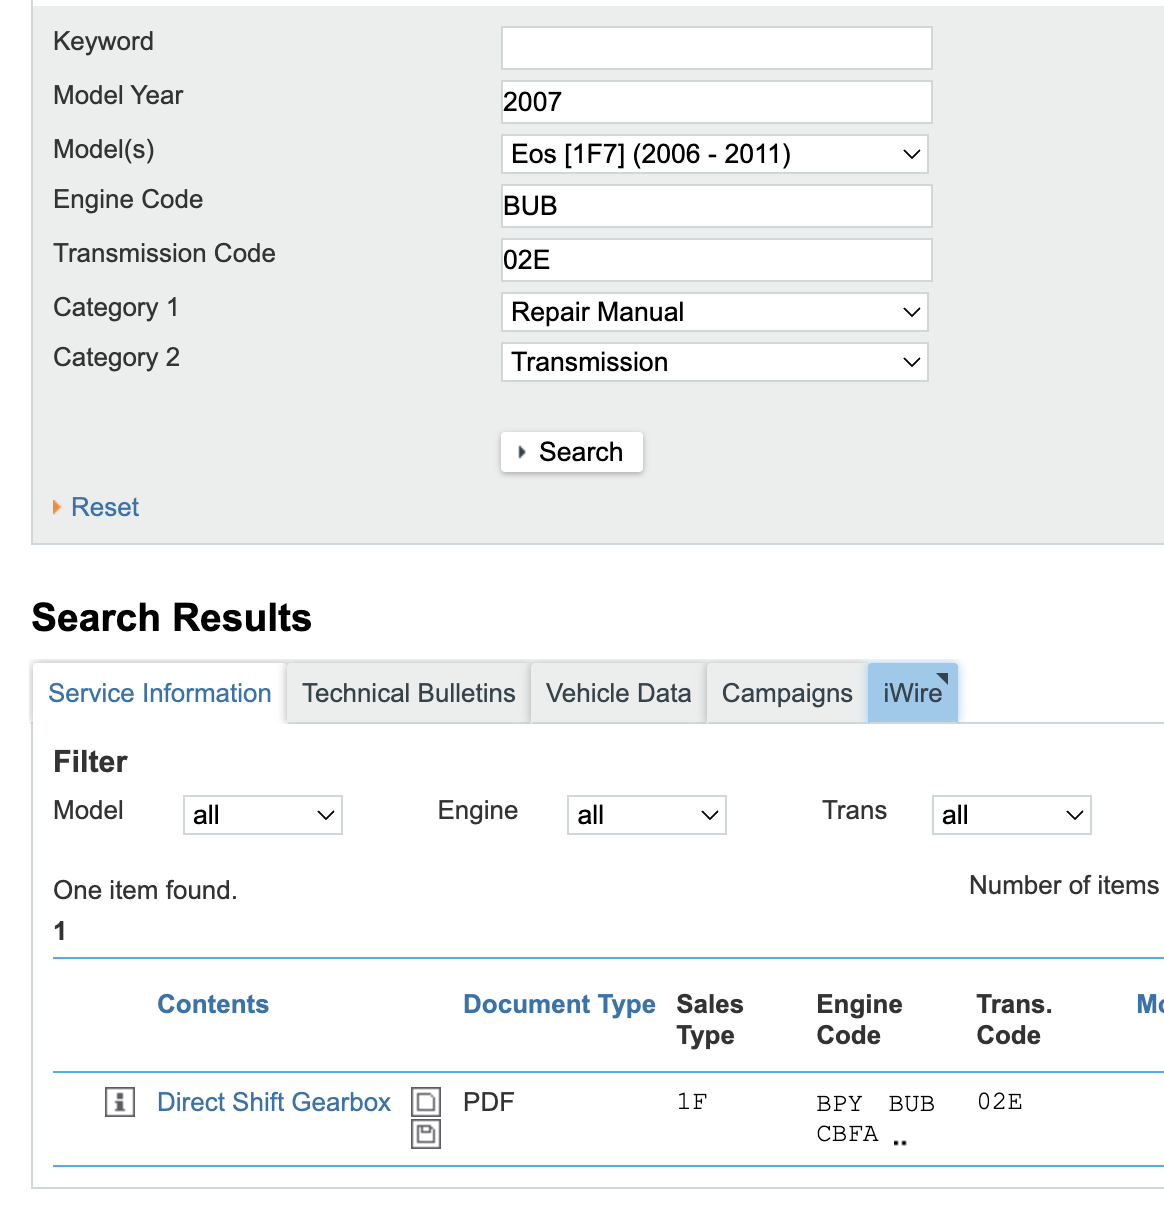 Keyword
Model Year 2007
Model(s) Eos [1F7] (2006 - 2011)
Engine Code BUB
Transmission Code 02E
Category 1 Repair Manual
Category 2 Transmission
Search
Reset
Search Results
Service Information Technical Bulletins Vehicle Data Campaigns iWire
Filter
Model all Engine all Trans all
One item found. Number of items
1
Contents Document Type Sales Type Engine Code Trans. Code Mo
Direct Shift Gearbox PDF 1F BPY BUB 02E
CBFA ..